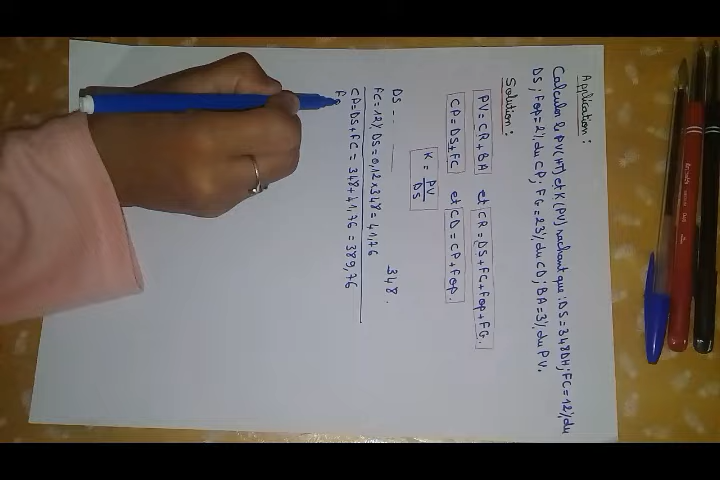 Application :
Calculer le PV(HT) et K(PV) sachant que : DS = 348DH ; FC = 12% du
DS ; Fop = 2% du CP ; FG = 23% du CD ; BA = 3% du PV.
Solution :
PV = CR + BA et CR = DS + FC + Fop + FG.
CP = DS + FC et CD = CP + Fop.
K = PV / DS
DS - : 348.
FC = 12% DS = 0,12 x 348 = 41,76
CP = DS + FC = 348 + 41,76 = 389,76